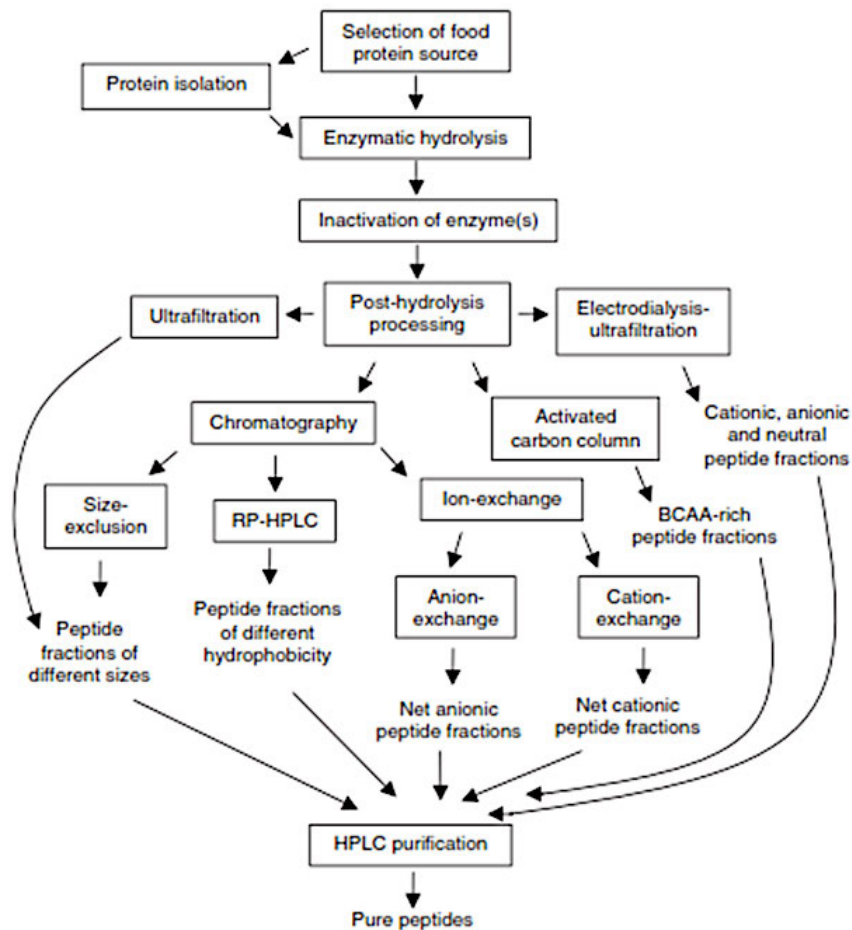 Selection of food
protein source
Protein isolation
Enzymatic hydrolysis
Inactivation of enzyme(s)
Post-hydrolysis
processing
Ultrafiltration
Electrodialysis-
ultrafiltration
Chromatography
Activated
carbon column
Cationic, anionic
and neutral
peptide fractions
Size-
exclusion
RP-HPLC
Ion-exchange
BCAA-rich
peptide fractions
Anion-
exchange
Cation-
exchange
Peptide
fractions of
different sizes
Peptide fractions
of different
hydrophobicity
Net anionic
peptide fractions
Net cationic
peptide fractions
HPLC purification
Pure peptides